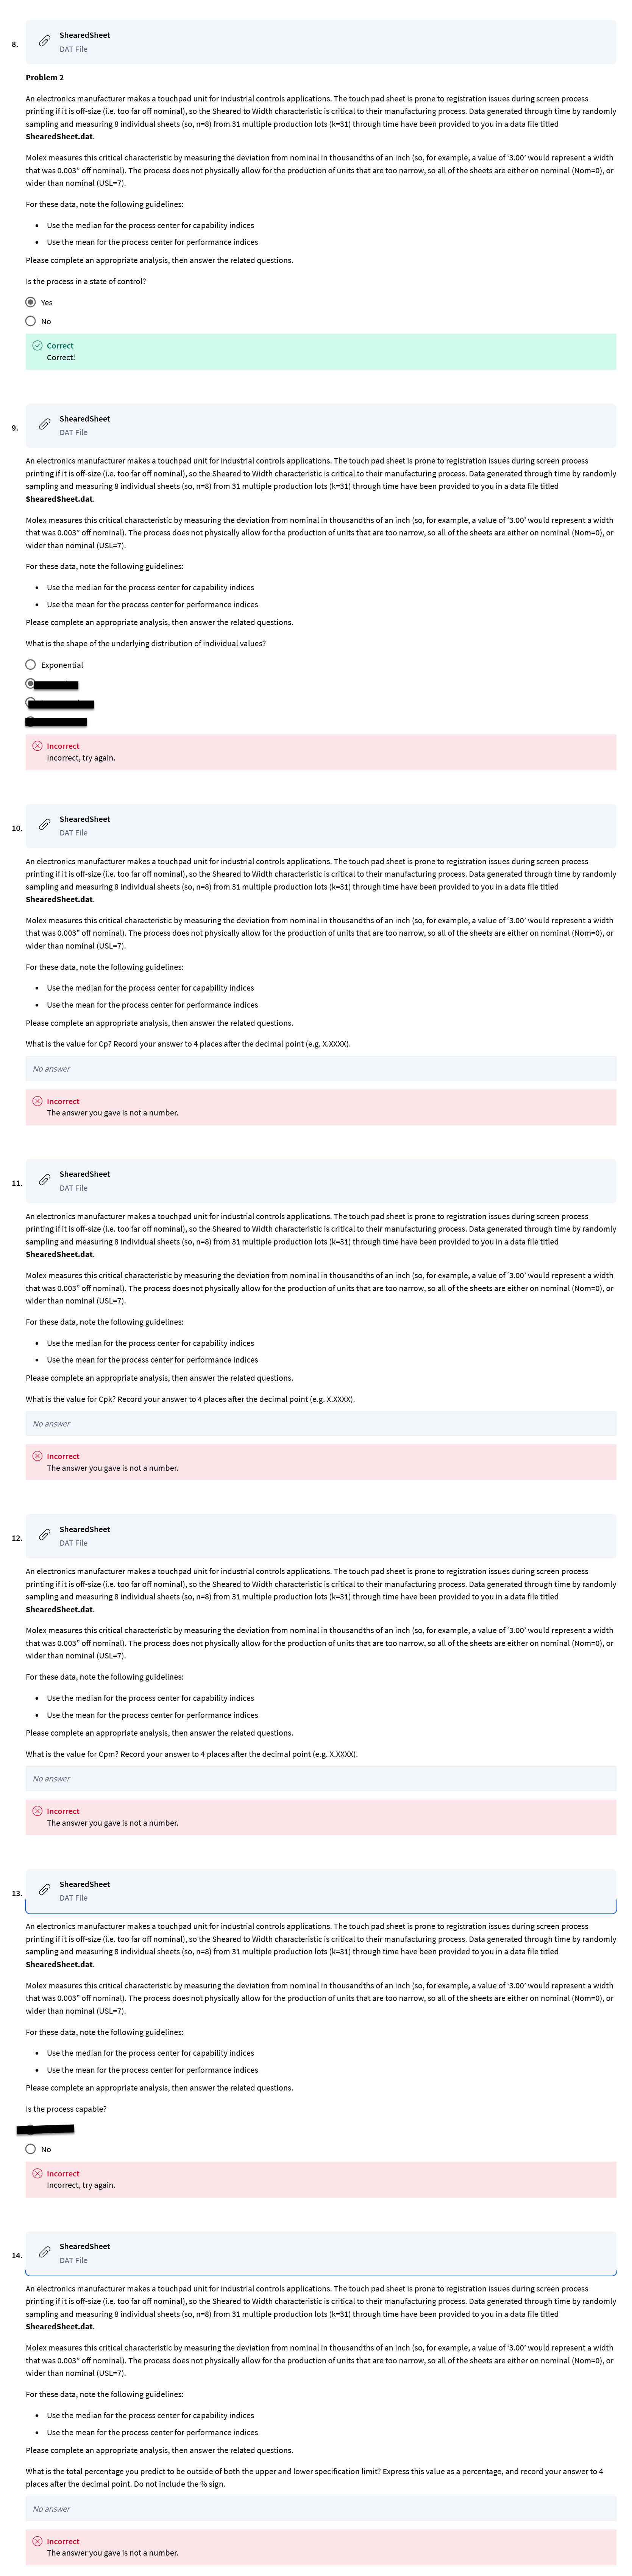 8.
ShearedSheet
DAT File
Problem 2
An electronics manufacturer makes a touchpad unit for industrial controls applications. The touch pad sheet is prone to registration issues during screen process
printing if it is off-size (i.e. too far off nominal), so the Sheared to Width characteristic is critical to their manufacturing process. Data generated through time by randomly
sampling and measuring 8 individual sheets (so, n=8) from 31 multiple production lots (k=31) through time have been provided to you in a data file titled
ShearedSheet.dat.
Molex measures this critical characteristic by measuring the deviation from nominal in thousandths of an inch (so, for example, a value of '3.00' would represent a width
that was 0.003" off nominal). The process does not physically allow for the production of units that are too narrow, so all of the sheets are either on nominal (Nom=0), or
wider than nominal (USL=7).
For these data, note the following guidelines:
• Use the median for the process center for capability indices
• Use the mean for the process center for performance indices
Please complete an appropriate analysis, then answer the related questions.
Is the process in a state of control?
Yes
No
Correct
Correct!
9.
ShearedSheet
DAT File
An electronics manufacturer makes a touchpad unit for industrial controls applications. The touch pad sheet is prone to registration issues during screen process
printing if it is off-size (i.e. too far off nominal), so the Sheared to Width characteristic is critical to their manufacturing process. Data generated through time by randomly
sampling and measuring 8 individual sheets (so, n=8) from 31 multiple production lots (k=31) through time have been provided to you in a data file titled
ShearedSheet.dat.
Molex measures this critical characteristic by measuring the deviation from nominal in thousandths of an inch (so, for example, a value of '3.00' would represent a width
that was 0.003" off nominal). The process does not physically allow for the production of units that are too narrow, so all of the sheets are either on nominal (Nom=0), or
wider than nominal (USL=7).
For these data, note the following guidelines:
• Use the median for the process center for capability indices
• Use the mean for the process center for performance indices
Please complete an appropriate analysis, then answer the related questions.
What is the shape of the underlying distribution of individual values?
Exponential
Incorrect
Incorrect, try again.
10.
ShearedSheet
DAT File
An electronics manufacturer makes a touchpad unit for industrial controls applications. The touch pad sheet is prone to registration issues during screen process
printing if it is off-size (i.e. too far off nominal), so the Sheared to Width characteristic is critical to their manufacturing process. Data generated through time by randomly
sampling and measuring 8 individual sheets (so, n=8) from 31 multiple production lots (k=31) through time have been provided to you in a data file titled
ShearedSheet.dat.
Molex measures this critical characteristic by measuring the deviation from nominal in thousandths of an inch (so, for example, a value of '3.00' would represent a width
that was 0.003" off nominal). The process does not physically allow for the production of units that are too narrow, so all of the sheets are either on nominal (Nom=0), or
wider than nominal (USL=7).
For these data, note the following guidelines:
• Use the median for the process center for capability indices
• Use the mean for the process center for performance indices
Please complete an appropriate analysis, then answer the related questions.
What is the value for Cp? Record your answer to 4 places after the decimal point (e.g. X.XXXX).
No answer
Incorrect
The answer you gave is not a number.
11.
ShearedSheet
DAT File
An electronics manufacturer makes a touchpad unit for industrial controls applications. The touch pad sheet is prone to registration issues during screen process
printing if it is off-size (i.e. too far off nominal), so the Sheared to Width characteristic is critical to their manufacturing process. Data generated through time by randomly
sampling and measuring 8 individual sheets (so, n=8) from 31 multiple production lots (k=31) through time have been provided to you in a data file titled
ShearedSheet.dat.
Molex measures this critical characteristic by measuring the deviation from nominal in thousandths of an inch (so, for example, a value of '3.00' would represent a width
that was 0.003" off nominal). The process does not physically allow for the production of units that are too narrow, so all of the sheets are either on nominal (Nom=0), or
wider than nominal (USL=7).
For these data, note the following guidelines:
• Use the median for the process center for capability indices
• Use the mean for the process center for performance indices
Please complete an appropriate analysis, then answer the related questions.
What is the value for Cpk? Record your answer to 4 places after the decimal point (e.g. X.XXXX).
No answer
Incorrect
The answer you gave is not a number.
12.
ShearedSheet
DAT File
An electronics manufacturer makes a touchpad unit for industrial controls applications. The touch pad sheet is prone to registration issues during screen process
printing if it is off-size (i.e. too far off nominal), so the Sheared to Width characteristic is critical to their manufacturing process. Data generated through time by randomly
sampling and measuring 8 individual sheets (so, n=8) from 31 multiple production lots (k=31) through time have been provided to you in a data file titled
ShearedSheet.dat.
Molex measures this critical characteristic by measuring the deviation from nominal in thousandths of an inch (so, for example, a value of '3.00' would represent a width
that was 0.003" off nominal). The process does not physically allow for the production of units that are too narrow, so all of the sheets are either on nominal (Nom=0), or
wider than nominal (USL=7).
For these data, note the following guidelines:
• Use the median for the process center for capability indices
• Use the mean for the process center for performance indices
Please complete an appropriate analysis, then answer the related questions.
What is the value for Cpm? Record your answer to 4 places after the decimal point (e.g. X.XXXX).
No answer
Incorrect
The answer you gave is not a number.
13.
ShearedSheet
DAT File
An electronics manufacturer makes a touchpad unit for industrial controls applications. The touch pad sheet is prone to registration issues during screen process
printing if it is off-size (i.e. too far off nominal), so the Sheared to Width characteristic is critical to their manufacturing process. Data generated through time by randomly
sampling and measuring 8 individual sheets (so, n=8) from 31 multiple production lots (k=31) through time have been provided to you in a data file titled
ShearedSheet.dat.
Molex measures this critical characteristic by measuring the deviation from nominal in thousandths of an inch (so, for example, a value of '3.00' would represent a width
that was 0.003" off nominal). The process does not physically allow for the production of units that are too narrow, so all of the sheets are either on nominal (Nom=0), or
wider than nominal (USL=7).
For these data, note the following guidelines:
• Use the median for the process center for capability indices
• Use the mean for the process center for performance indices
Please complete an appropriate analysis, then answer the related questions.
Is the process capable?
No
Incorrect
Incorrect, try again.
14.
ShearedSheet
DAT File
An electronics manufacturer makes a touchpad unit for industrial controls applications. The touch pad sheet is prone to registration issues during screen process
printing if it is off-size (i.e. too far off nominal), so the Sheared to Width characteristic is critical to their manufacturing process. Data generated through time by randomly
sampling and measuring 8 individual sheets (so, n=8) from 31 multiple production lots (k=31) through time have been provided to you in a data file titled
ShearedSheet.dat.
Molex measures this critical characteristic by measuring the deviation from nominal in thousandths of an inch (so, for example, a value of '3.00' would represent a width
that was 0.003" off nominal). The process does not physically allow for the production of units that are too narrow, so all of the sheets are either on nominal (Nom=0), or
wider than nominal (USL=7).
For these data, note the following guidelines:
• Use the median for the process center for capability indices
• Use the mean for the process center for performance indices
Please complete an appropriate analysis, then answer the related questions.
What is the total percentage you predict to be outside of both the upper and lower specification limit? Express this value as a percentage, and record your answer to 4
places after the decimal point. Do not include the % sign.
No answer
Incorrect
The answer you gave is not a number.